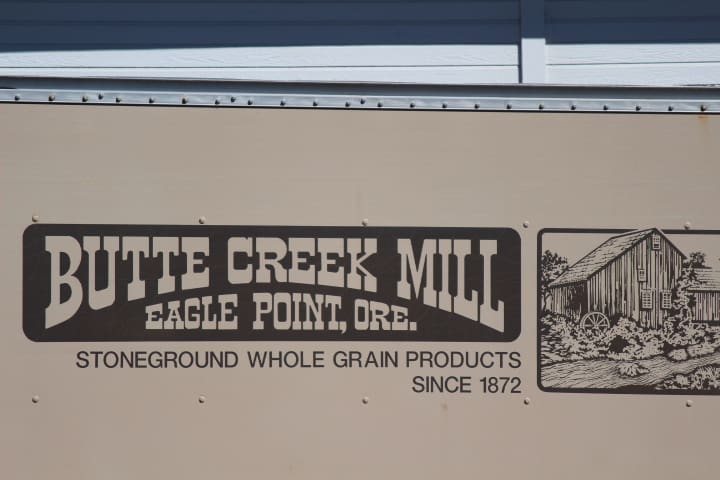 BUTTE CREEK MILL
EAGLE POINT, ORE.
STONEGROUND WHOLE GRAIN PRODUCTS
SINCE 1872